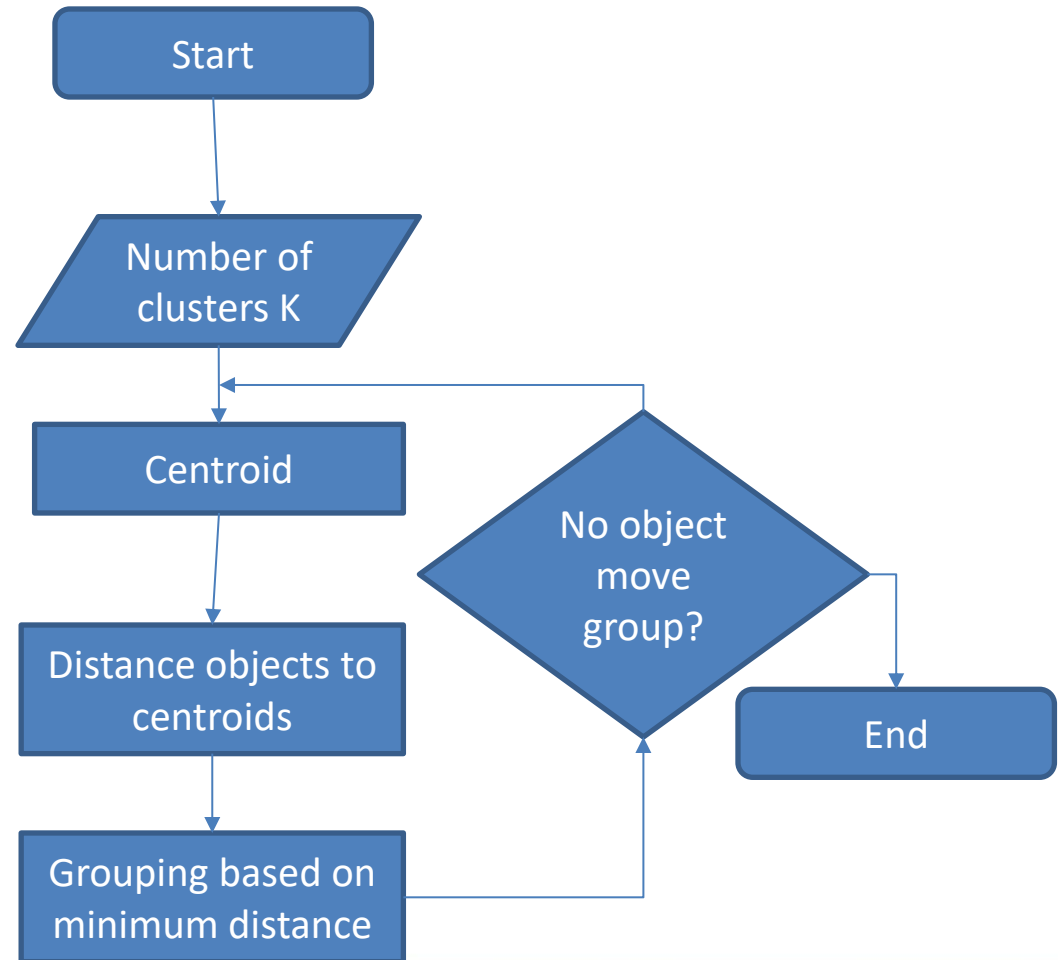 Start
Number of
clusters K
Centroid
Distance objects to
centroids
Grouping based on
minimum distance
No object
move
group?
End